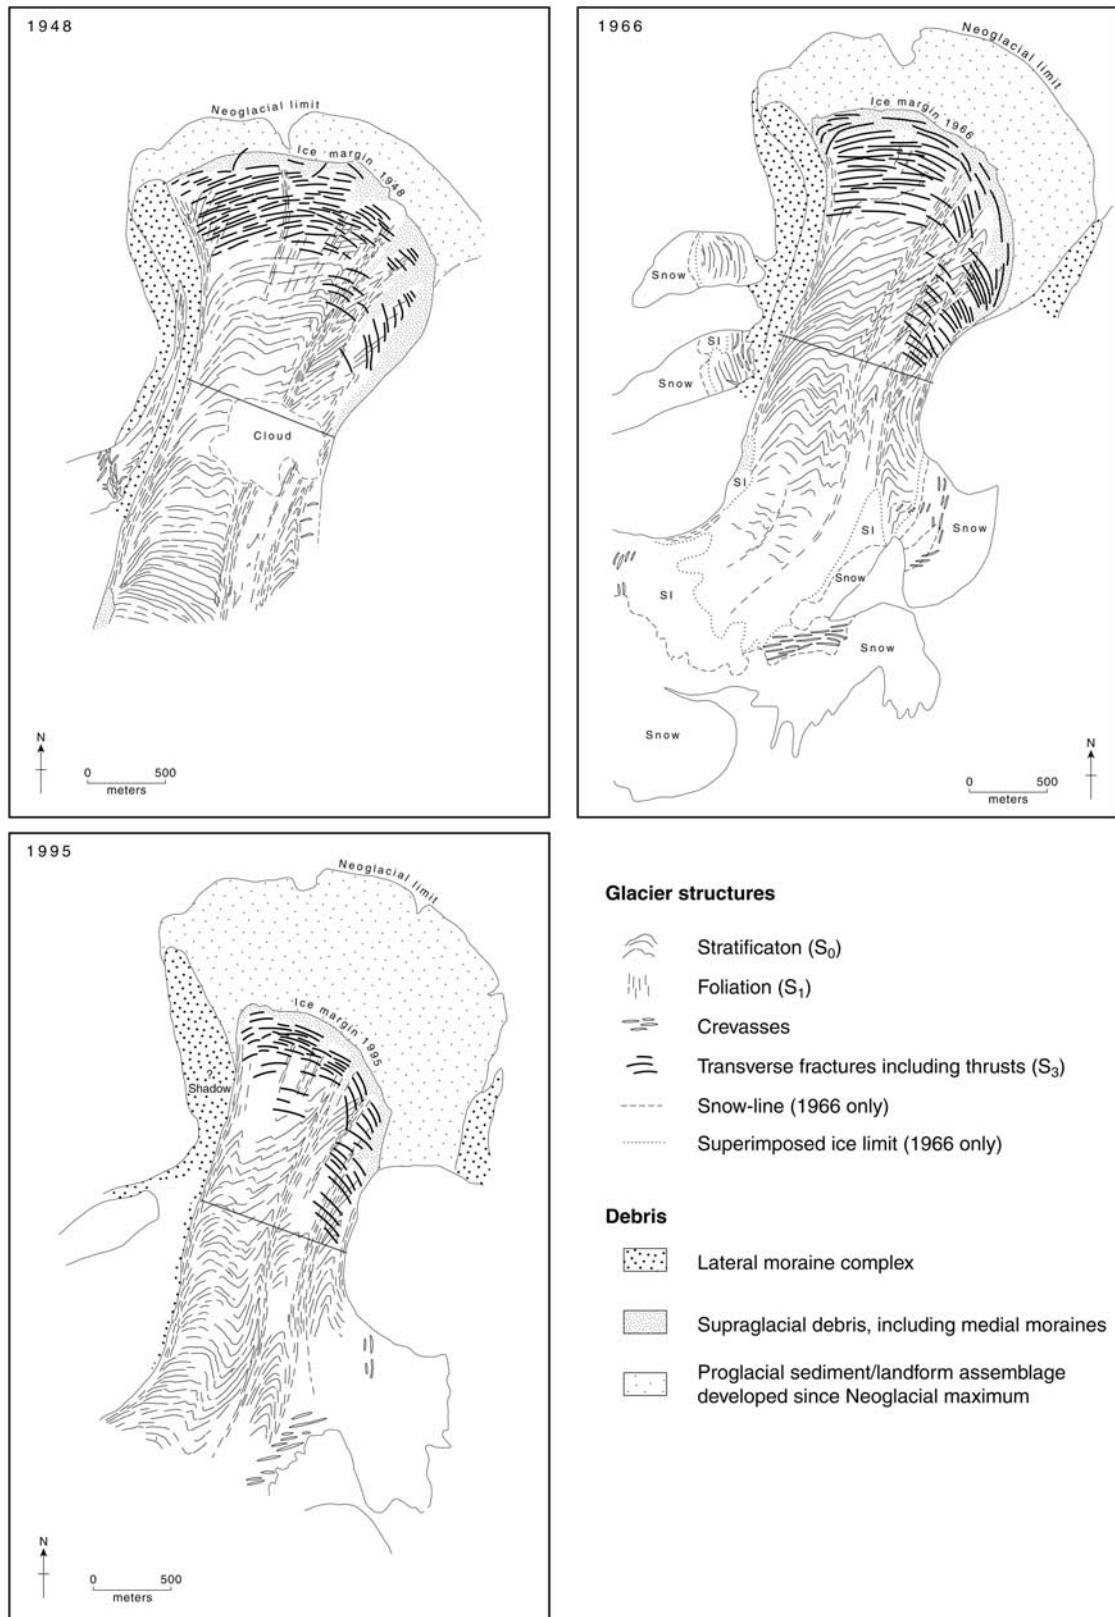 1948
Neoglacial limit
Ice margin 1948
Cloud
N
0 500
meters
1966
Neoglacial limit
Ice margin 1966
Snow
SI
Snow
SI
SI
Snow
Snow
SI
Snow
Snow
N
0 500
meters
1995
Neoglacial limit
Ice margin 1995
?
Shadow
N
0 500
meters
Glacier structures
Stratificaton (S₀)
Foliation (S₁)
Crevasses
Transverse fractures including thrusts (S₃)
Snow-line (1966 only)
Superimposed ice limit (1966 only)
Debris
Lateral moraine complex
Supraglacial debris, including medial moraines
Proglacial sediment/landform assemblage
developed since Neoglacial maximum